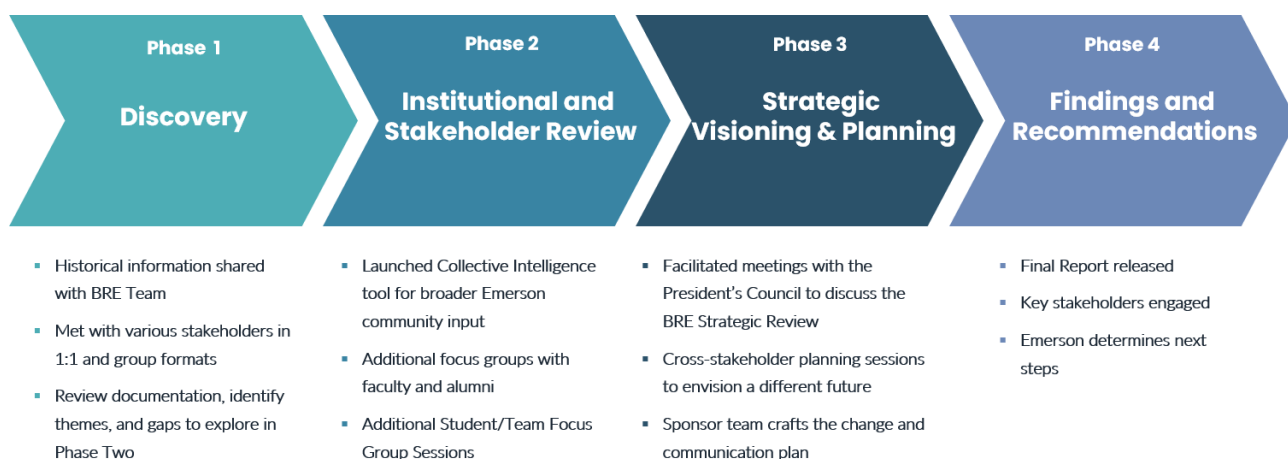 Phase 1
Discovery
Historical information shared
with BRE Team
Met with various stakeholders in
1:1 and group formats
Review documentation, identify
themes, and gaps to explore in
Phase Two
Phase 2
Institutional and
Stakeholder Review
Launched Collective Intelligence
tool for broader Emerson
community input
Additional focus groups with
faculty and alumni
Additional Student/Team Focus
Group Sessions
Phase 3
Strategic
Visioning & Planning
Facilitated meetings with the
President's Council to discuss the
BRE Strategic Review
Cross-stakeholder planning sessions
to envision a different future
Sponsor team crafts the change and
communication plan
Phase 4
Findings and
Recommendations
Final Report released
Key stakeholders engaged
Emerson determines next
steps